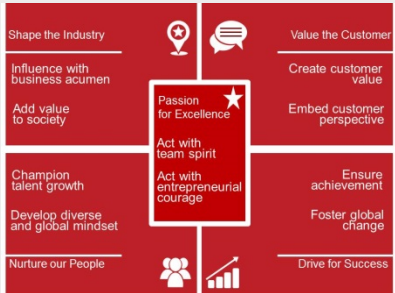 Shape the Industry
Influence with
business acumen
Add value
to society
Value the Customer
Create customer
value
Embed customer
perspective
Passion
for Excellence
Act with
team spirit
Act with
entrepreneurial
courage
Champion
talent growth
Develop diverse
and global mindset
Nurture our People
Ensure
achievement
Foster global
change
Drive for Success